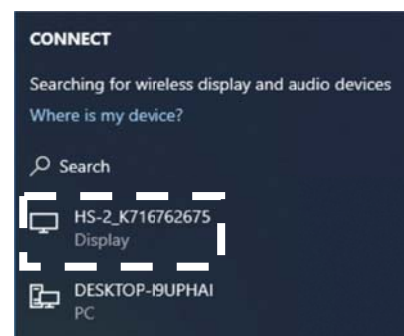 CONNECT
Searching for wireless display and audio devices
Where is my device?
Search
HS-2_K716762675
Display
DESKTOP-I9UPHAI
PC